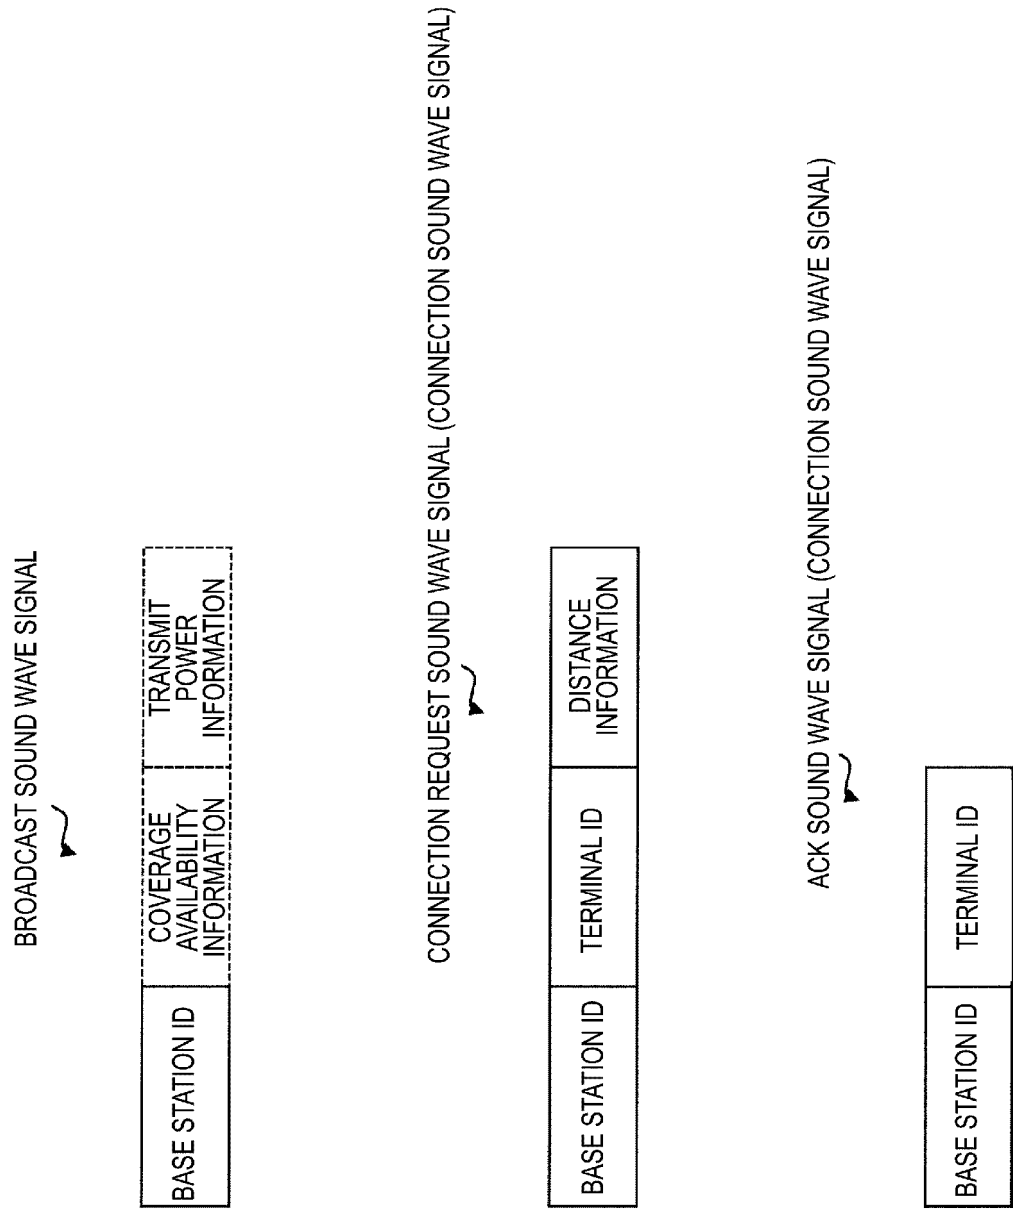 BROADCAST SOUND WAVE SIGNAL
BASE STATION ID
COVERAGE
AVAILABILITY
INFORMATION
TRANSMIT
POWER
INFORMATION
CONNECTION REQUEST SOUND WAVE SIGNAL (CONNECTION SOUND WAVE SIGNAL)
BASE STATION ID
TERMINAL ID
DISTANCE
INFORMATION
ACK SOUND WAVE SIGNAL (CONNECTION SOUND WAVE SIGNAL)
BASE STATION ID
TERMINAL ID